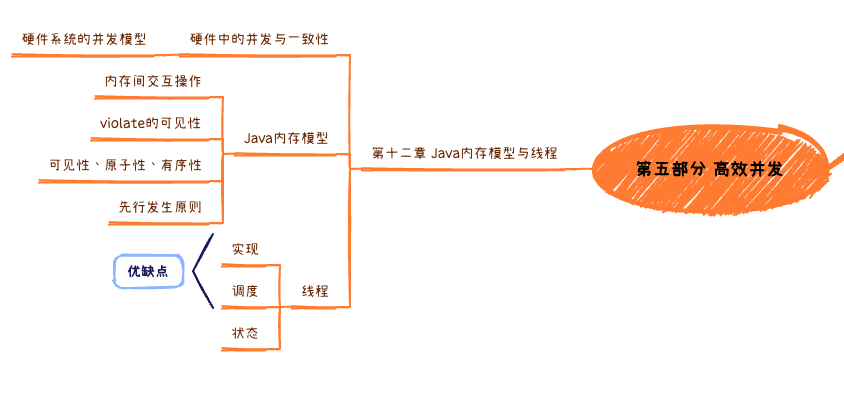 第五部分 高效并发
第十二章 Java内存模型与线程
硬件中的并发与一致性
硬件系统的并发模型
Java内存模型
内存间交互操作
violate的可见性
可见性、原子性、有序性
先行发生原则
线程
实现
调度
状态
优缺点